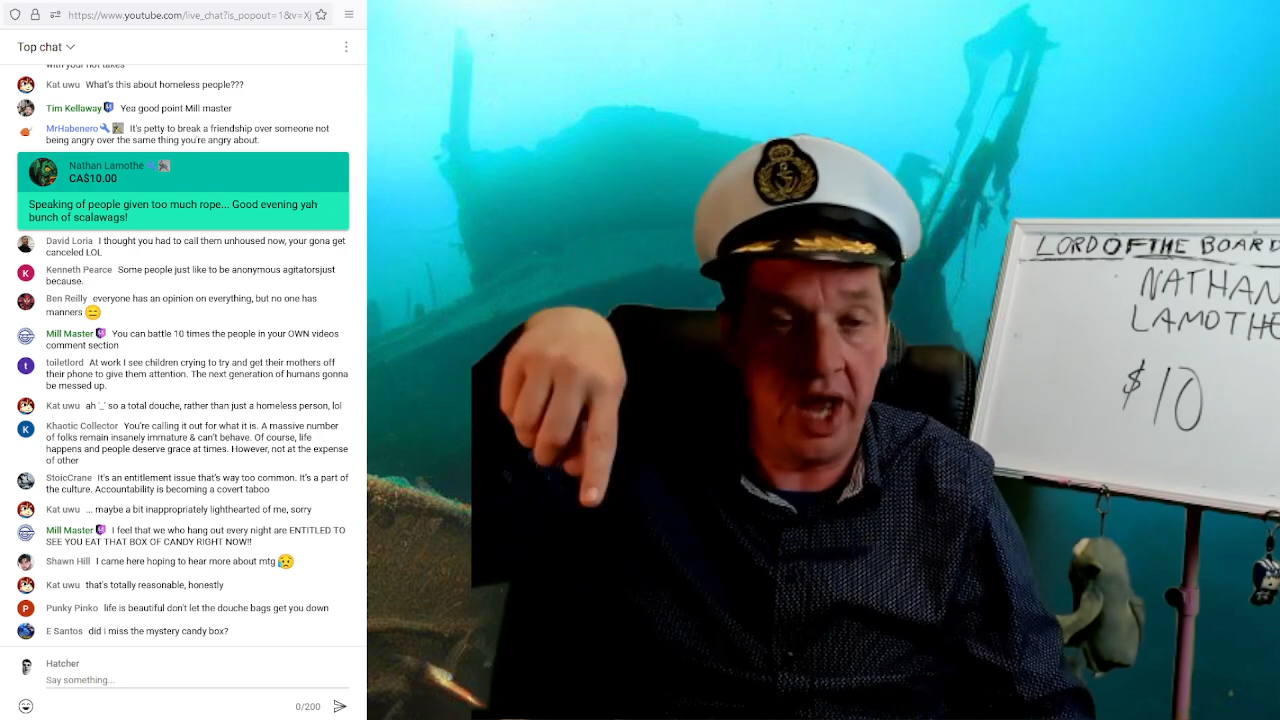 https://www.youtube.com/live_chat?is_popout=1&v=Xj
Top chat
with your hot takes
Kat uwu What's this about homeless people???
Tim Kellaway Yea good point Mill master
MrHabenero It's petty to break a friendship over someone not
being angry over the same thing you're angry about.
Nathan Lamothe
CA$10.00
Speaking of people given too much rope... Good evening yah
bunch of scalawags!
David Loria I thought you had to call them unhoused now, your gona get
canceled LOL
K Kenneth Pearce Some people just like to be anonymous agitatorsjust
because.
Ben Reilly everyone has an opinion on everything, but no one has
manners
Mill Master You can battle 10 times the people in your OWN videos
comment section
t toiletlord At work I see children crying to try and get their mothers off
their phone to give them attention. The next generation of humans gonna
be messed up.
Kat uwu ah '_' so a total douche, rather than just a homeless person, lol
K Khaotic Collector You're calling it out for what it is. A massive number
of folks remain insanely immature & can't behave. Of course, life
happens and people deserve grace at times. However, not at the expense
of other
StoicCrane It's an entitlement issue that's way too common. It's a part of
the culture. Accountability is becoming a covert taboo
Kat uwu ... maybe a bit inappropriately lighthearted of me, sorry
Mill Master I feel that we who hang out every night are ENTITLED TO
SEE YOU EAT THAT BOX OF CANDY RIGHT NOW!!
Shawn Hill I came here hoping to hear more about mtg
Kat uwu that's totally reasonable, honestly
P Punky Pinko life is beautiful don't let the douche bags get you down
E Santos did i miss the mystery candy box?
Hatcher
Say something...
0/200
LORD OF THE BOARD
NATHAN
LAMOTHE
$10